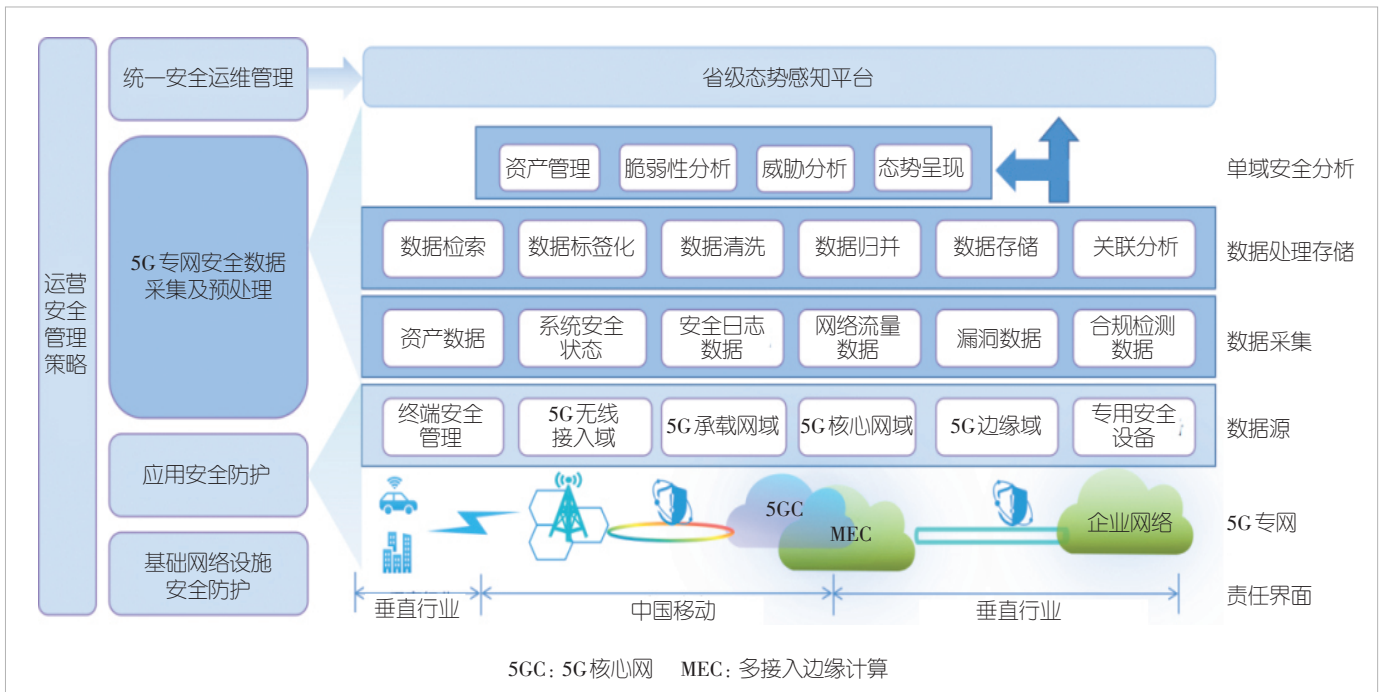 运营
安全
管理
策略
统一安全运维管理
5G专网安全数据
采集及预处理
应用安全防护
基础网络设施
安全防护
省级态势感知平台
资产管理
脆弱性分析
威胁分析
态势呈现
单域安全分析
数据检索
数据标签化
数据清洗
数据归并
数据存储
关联分析
数据处理存储
资产数据
系统安全
状态
安全日志
数据
网络流量
数据
漏洞数据
合规检测
数据
数据采集
终端安全
管理
5G无线
接入域
5G承载网域
5G核心网域
5G边缘域
专用安全
设备
数据源
5GC
MEC
企业网络
5G专网
垂直行业
中国移动
垂直行业
责任界面
5GC：5G核心网 MEC：多接入边缘计算